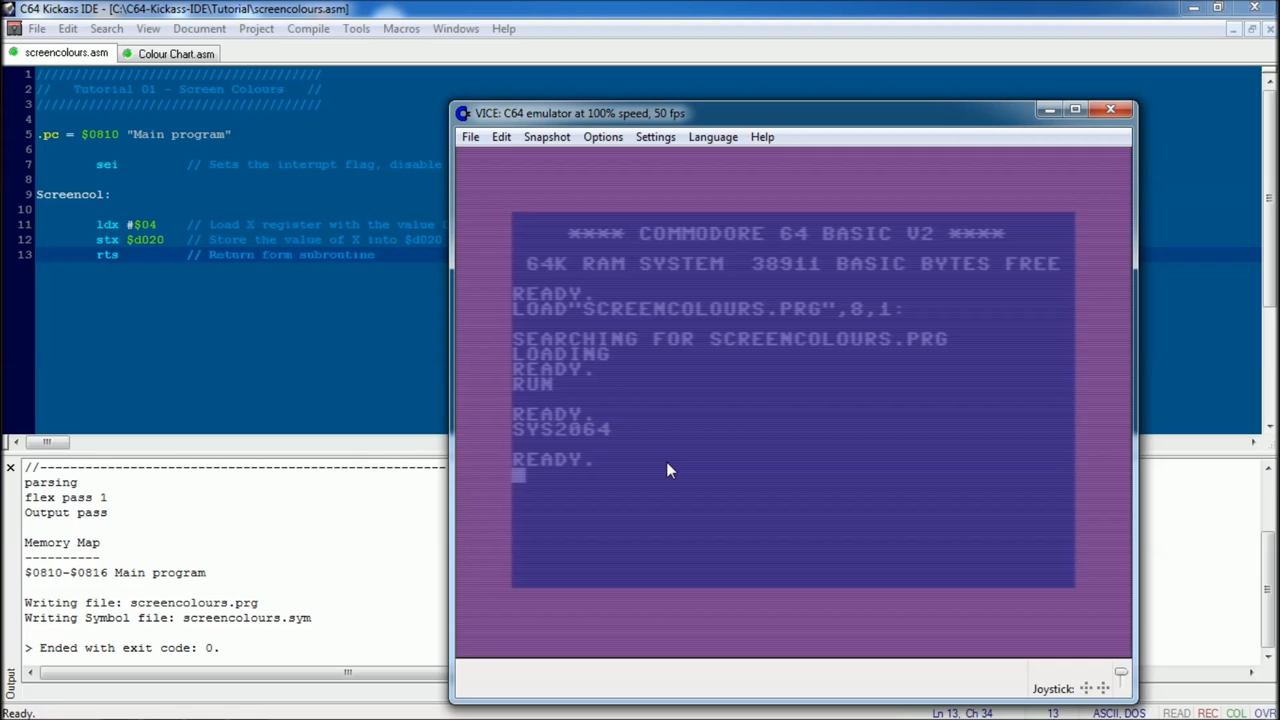 C64 Kickass IDE - [C:\C64-Kickass-IDE\Tutorial\screencolours.asm]
File Edit Search View Document Project Compile Tools Macros Windows Help
screencolours.asm Colour Chart.asm
1 //////////////////////////////////////
2 // Tutorial 01 - Screen Colours //
3 //////////////////////////////////////
4
5 .pc = $0810 "Main program"
6
7 sei // Sets the interupt flag, disable
8
9 Screencol:
10
11 ldx #$04 // Load X register with the value
12 stx $d020 // Store the value of X into $d020
13 rts // Return form subroutine
VICE: C64 emulator at 100% speed, 50 fps
File Edit Snapshot Options Settings Language Help
**** COMMODORE 64 BASIC V2 ****
64K RAM SYSTEM 38911 BASIC BYTES FREE
READY.
LOAD"SCREENCOLOURS.PRG",8,1:
SEARCHING FOR SCREENCOLOURS.PRG
LOADING
READY.
RUN
READY.
SYS2064
READY.
Joystick:
//------------------------------------------------------
parsing
flex pass 1
Output pass
Memory Map
----------
$0810-$0816 Main program
Writing file: screencolours.prg
Writing Symbol file: screencolours.sym
> Ended with exit code: 0.
Output
Ready. Ln 13, Ch 34 13 ASCII, DOS READ REC COL OVR